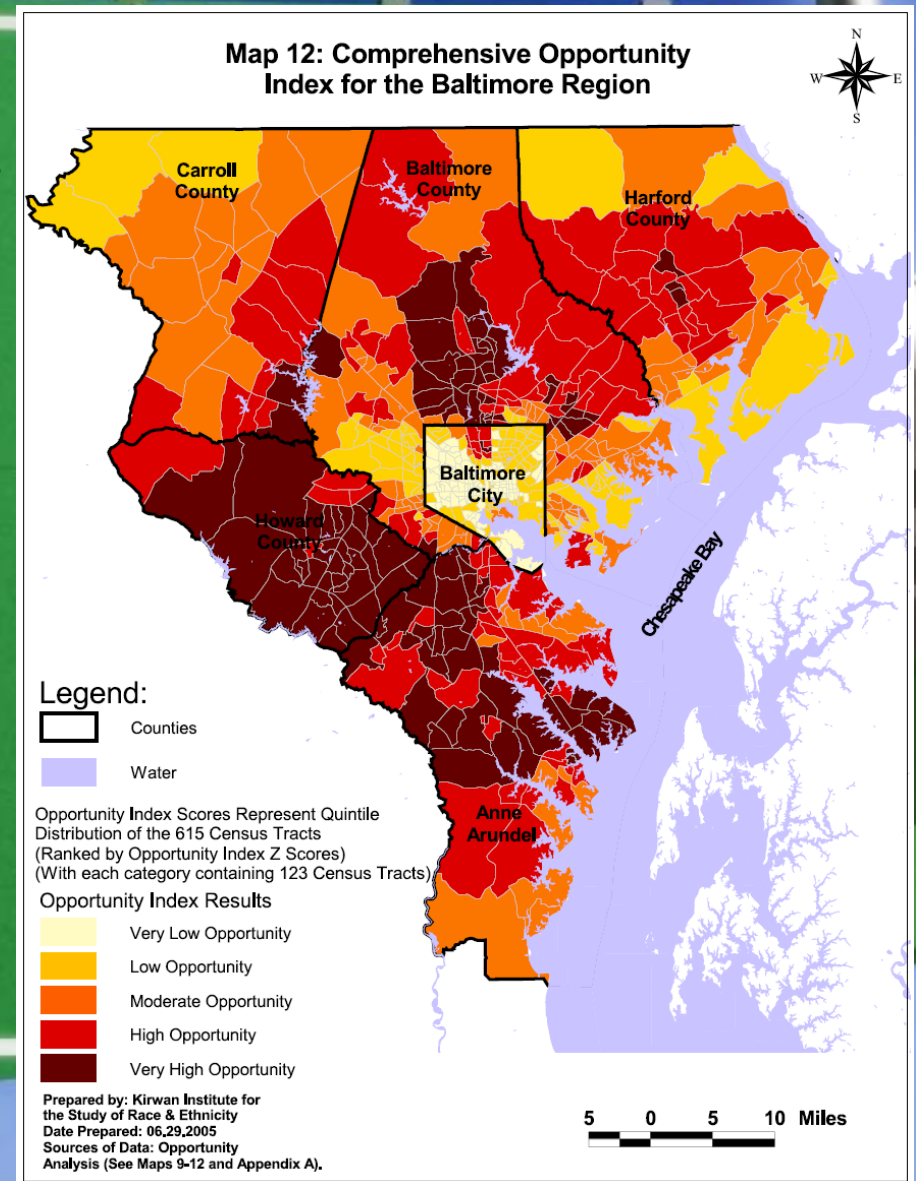 Map 12: Comprehensive Opportunity
Index for the Baltimore Region
N
W
E
S
Carroll
County
Baltimore
County
Harford
County
Baltimore
City
Howard
County
Chesapeake Bay
Anne
Arundel
Legend:
Counties
Water
Opportunity Index Scores Represent Quintile
Distribution of the 615 Census Tracts
(Ranked by Opportunity Index Z Scores)
(With each category containing 123 Census Tracts)
Opportunity Index Results
Very Low Opportunity
Low Opportunity
Moderate Opportunity
High Opportunity
Very High Opportunity
Prepared by: Kirwan Institute for
the Study of Race & Ethnicity
Date Prepared: 06.29.2005
Sources of Data: Opportunity
Analysis (See Maps 9-12 and Appendix A).
5 0 5 10 Miles